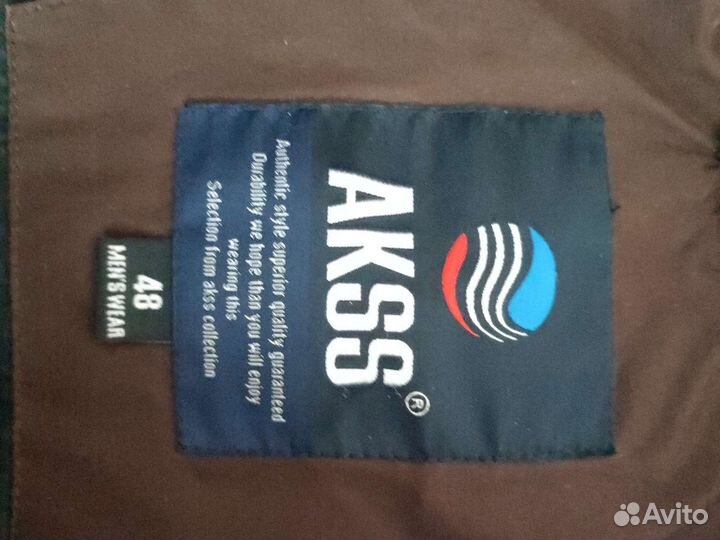 AKSS®
Authentic style superior quality guaranteed
Durability we hope than you will enjoy
wearing this
Selection from akss collection
48
MEN'S WEAR
Avito